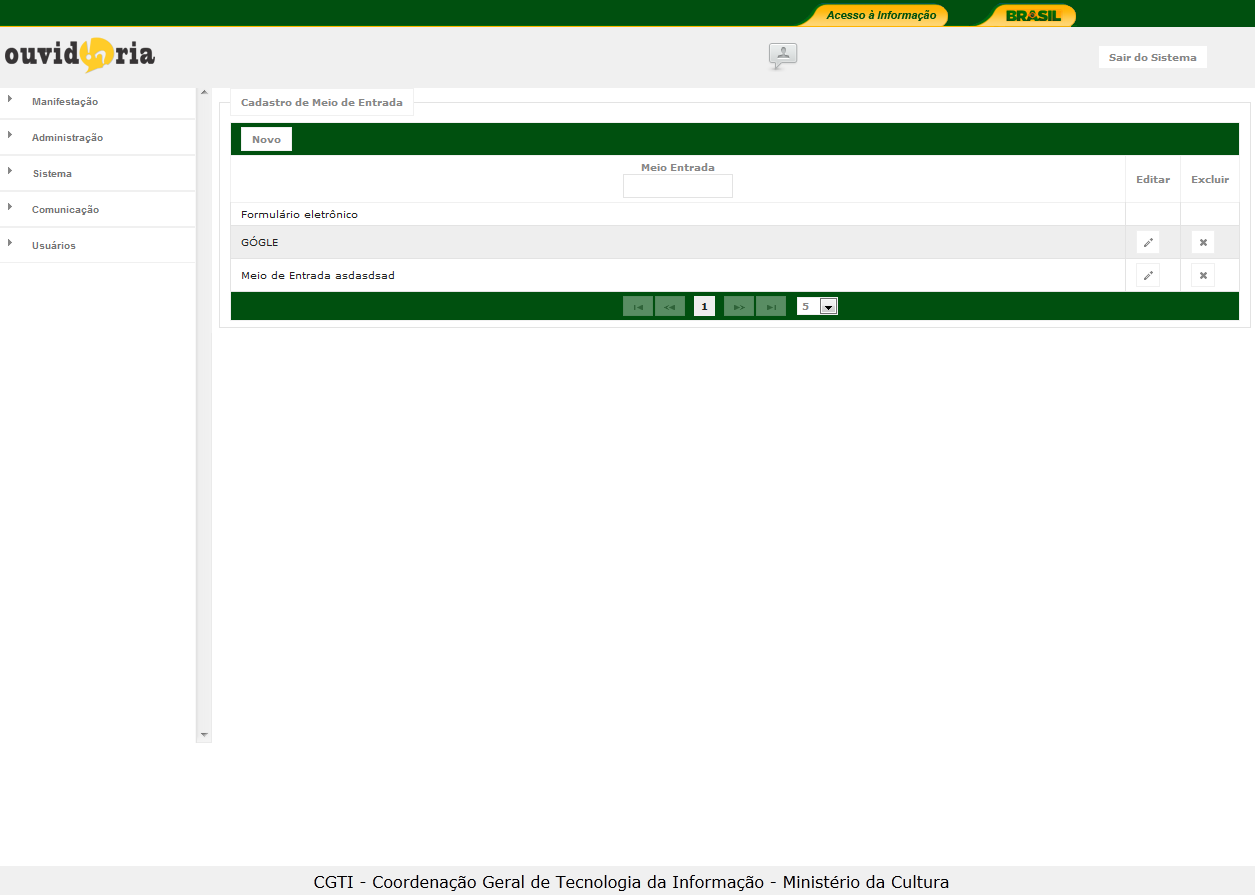 Acesso à Informação
BRASIL
ouvidoria
Sair do Sistema
Manifestação
Administração
Sistema
Comunicação
Usuários
Cadastro de Meio de Entrada
Novo
Meio Entrada
Editar
Excluir
Formulário eletrônico
GÓGLE
Meio de Entrada asdasdsad
1
5
CGTI - Coordenação Geral de Tecnologia da Informação - Ministério da Cultura